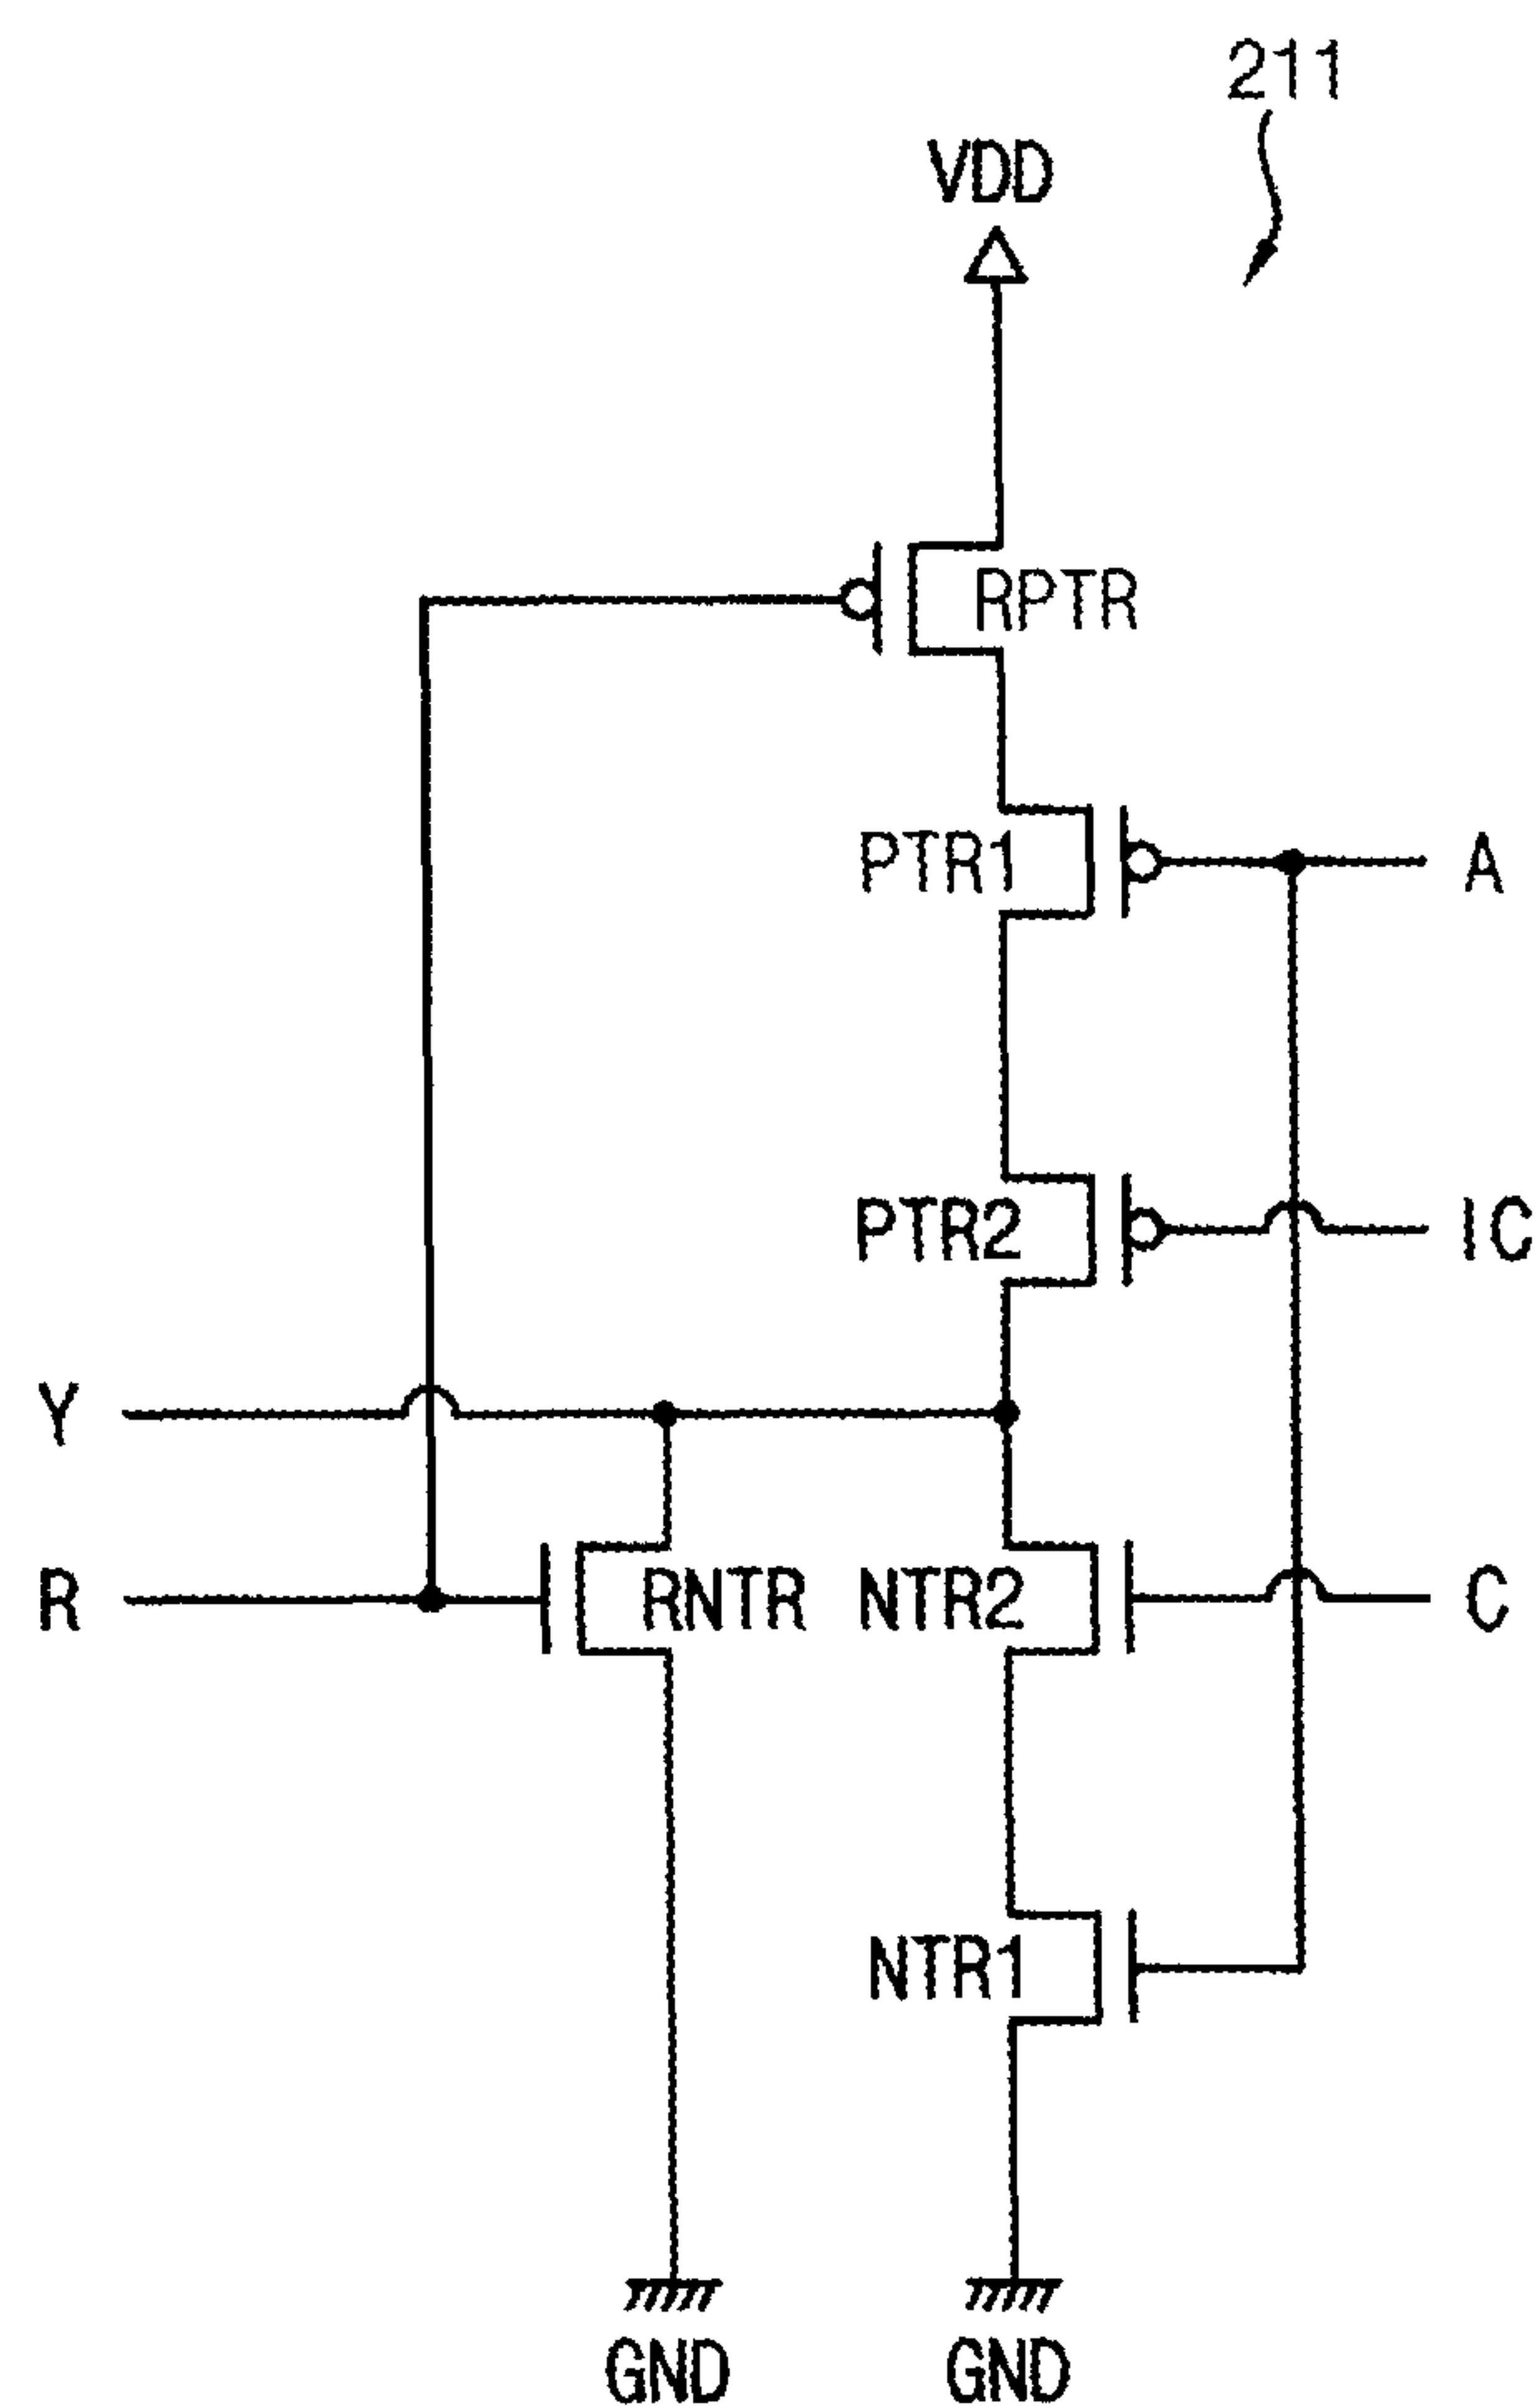 211
VDD
RPTR
PTR1
A
PTR2
IC
Y
R
RNTR
NTR2
C
NTR1
GND
GND